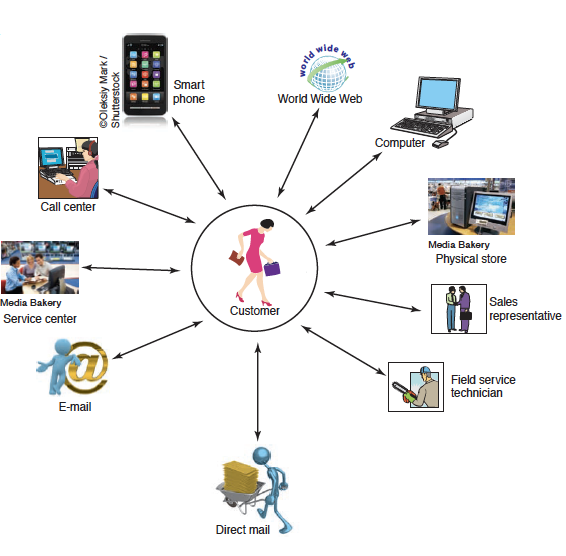 ©Oleksiy Mark /
Shutterstock
Smart
phone
world wide web
World Wide Web
Computer
Call center
Media Bakery
Physical store
Media Bakery
Service center
Customer
Sales
representative
E-mail
Field service
technician
Direct mail